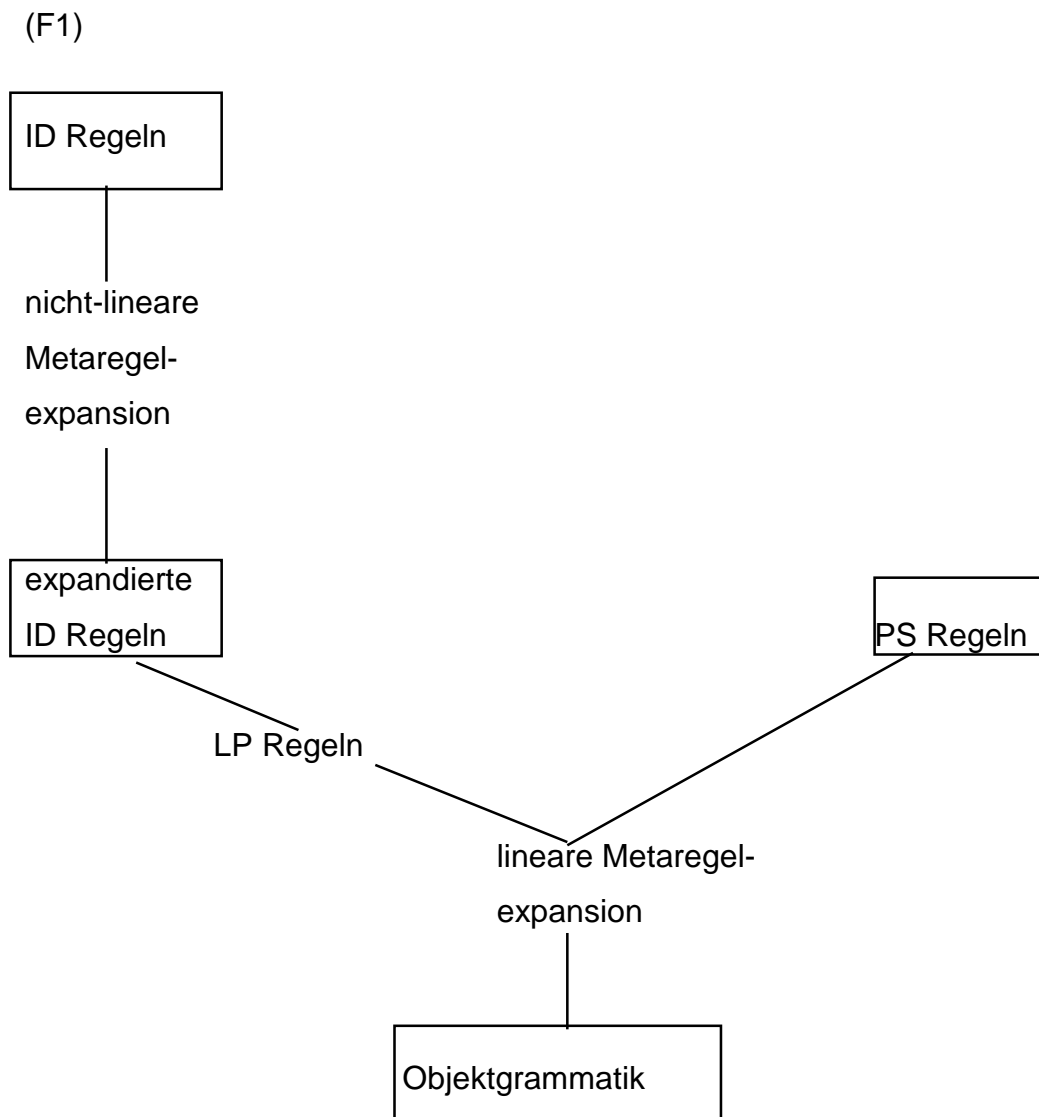 (F1)
ID Regeln
nicht-lineare
Metaregel-
expansion
expandierte
ID Regeln
PS Regeln
LP Regeln
lineare Metaregel-
expansion
Objektgrammatik